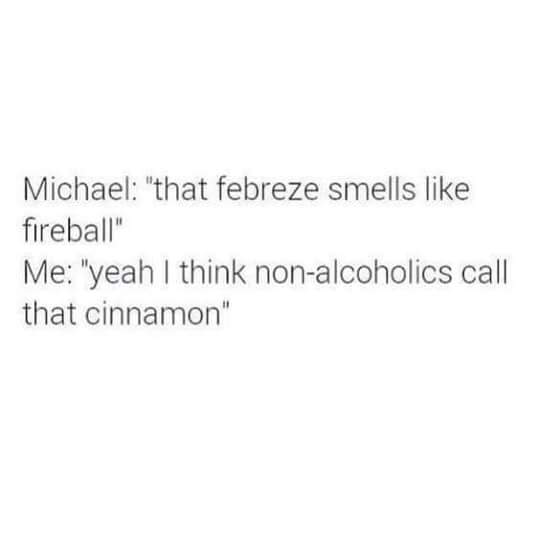 Michael: "that febreze smells like
fireball"
Me: "yeah I think non-alcoholics call
that cinnamon"